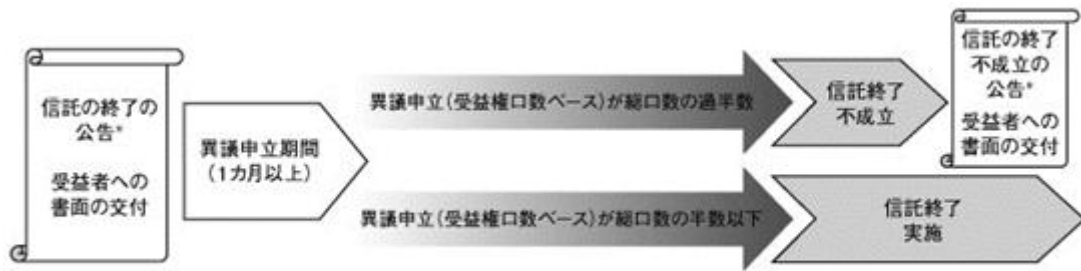 信託の終了の
公告*
受益者への
書面の交付
異議申立期間
(1カ月以上)
異議申立(受益権口数ベース)が総口数の過半数
信託終了
不成立
信託の終了
不成立の
公告*
受益者への
書面の交付
異議申立(受益権口数ベース)が総口数の半数以下
信託終了
実施